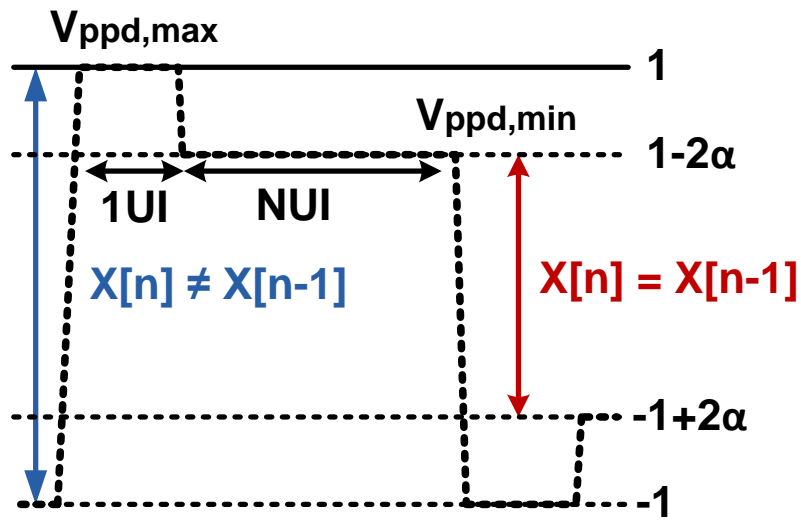 Vppd,max
1
Vppd,min
1-2α
1UI
NUI
X[n] ≠ X[n-1]
X[n] = X[n-1]
-1+2α
-1